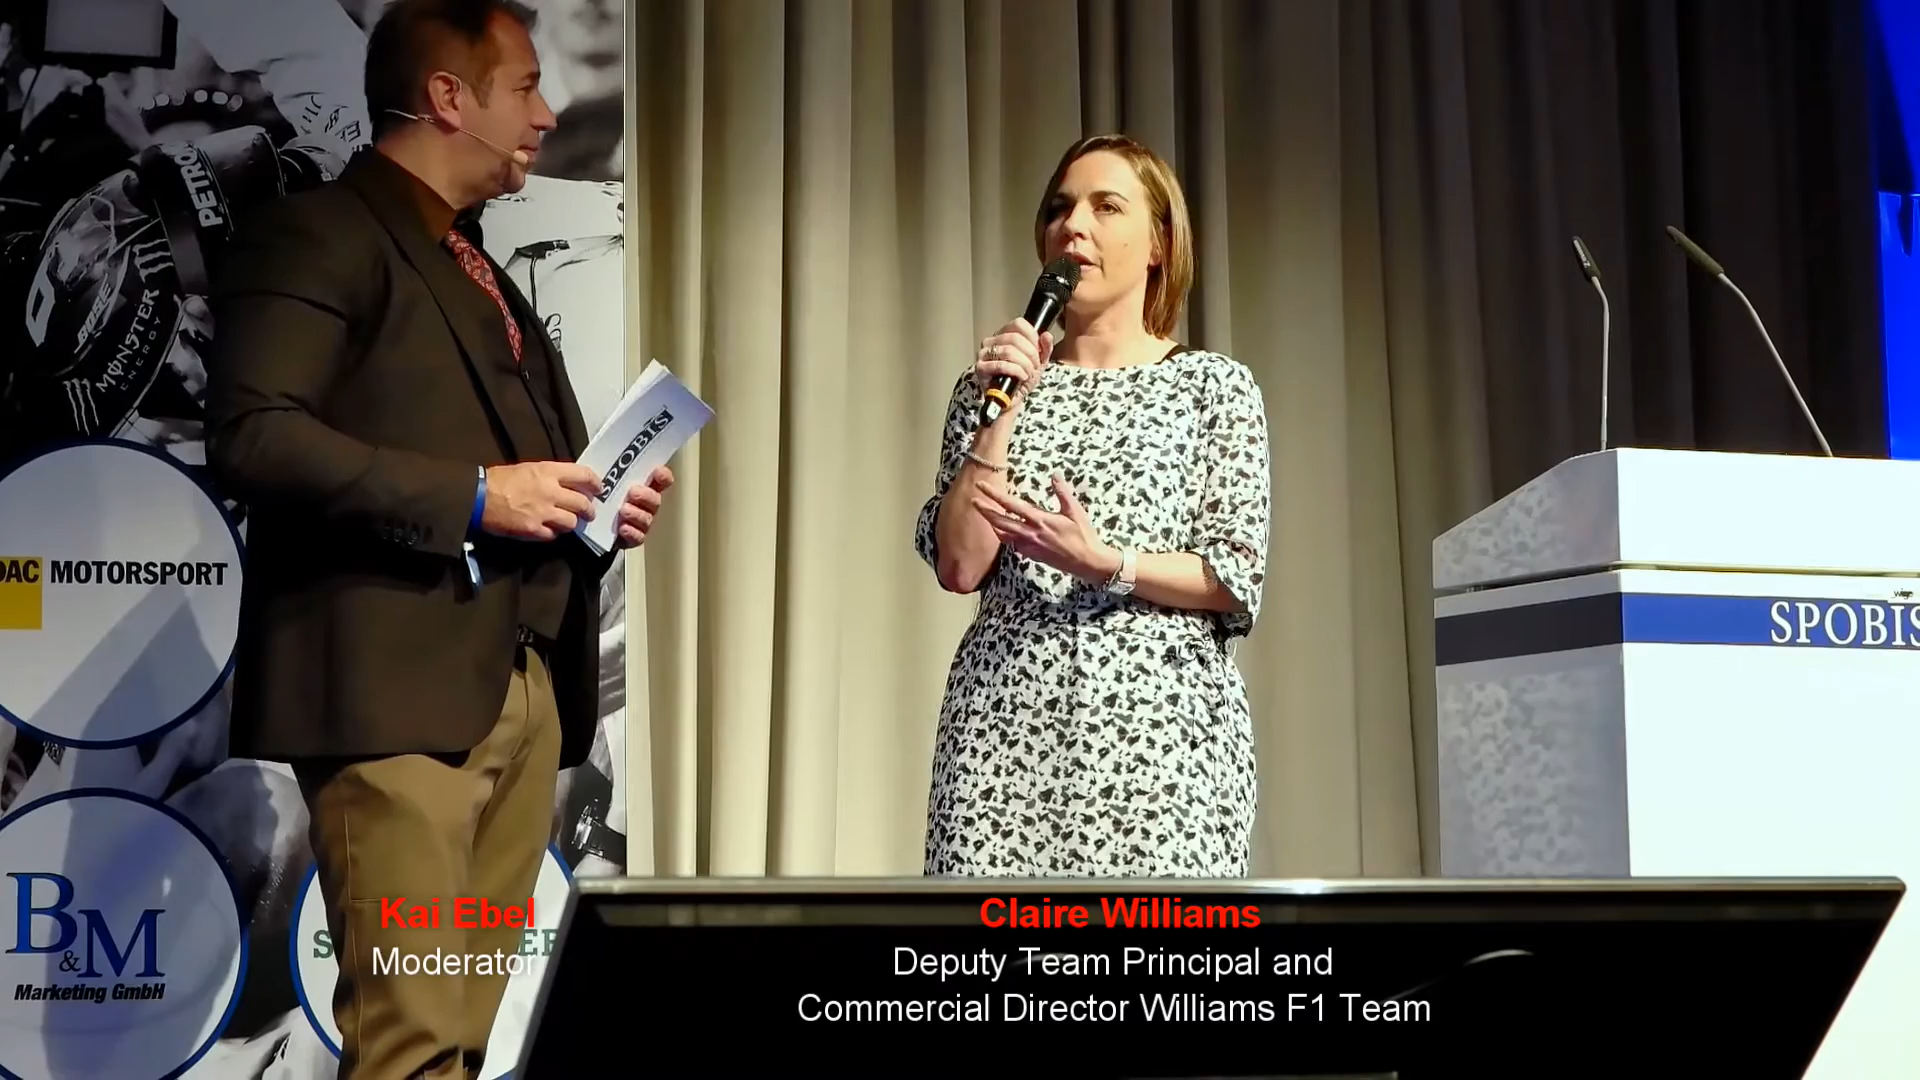 PETRO
BOSE
MONSTER
ENERGY
SPOBIS
MOTORSPORT
SPOBIS
B&M
Marketing GmbH
Kai Ebel
Moderator
Claire Williams
Deputy Team Principal and
Commercial Director Williams F1 Team